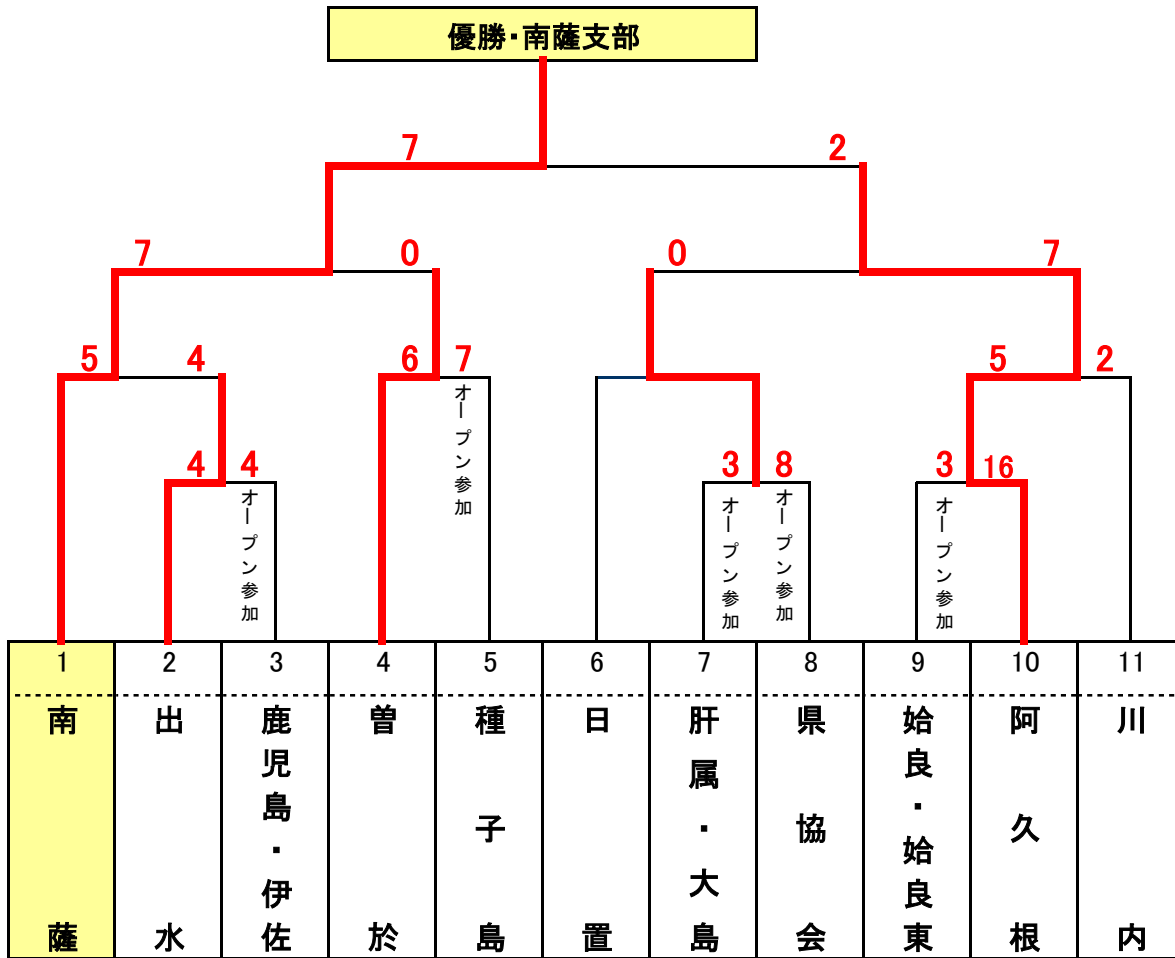 優勝・南薩支部
7 2
7 0 0 7
5 4 6 7 5 2
オープン参加
4 4 3 8 3 16
オープン参加
オープン参加
オープン参加
オープン参加
1 2 3 4 5 6 7 8 9 10 11
南薩
出水
鹿児島・伊佐
曽於
種子島
日置
肝属・大島
県協会
姶良・姶良東
阿久根
川内